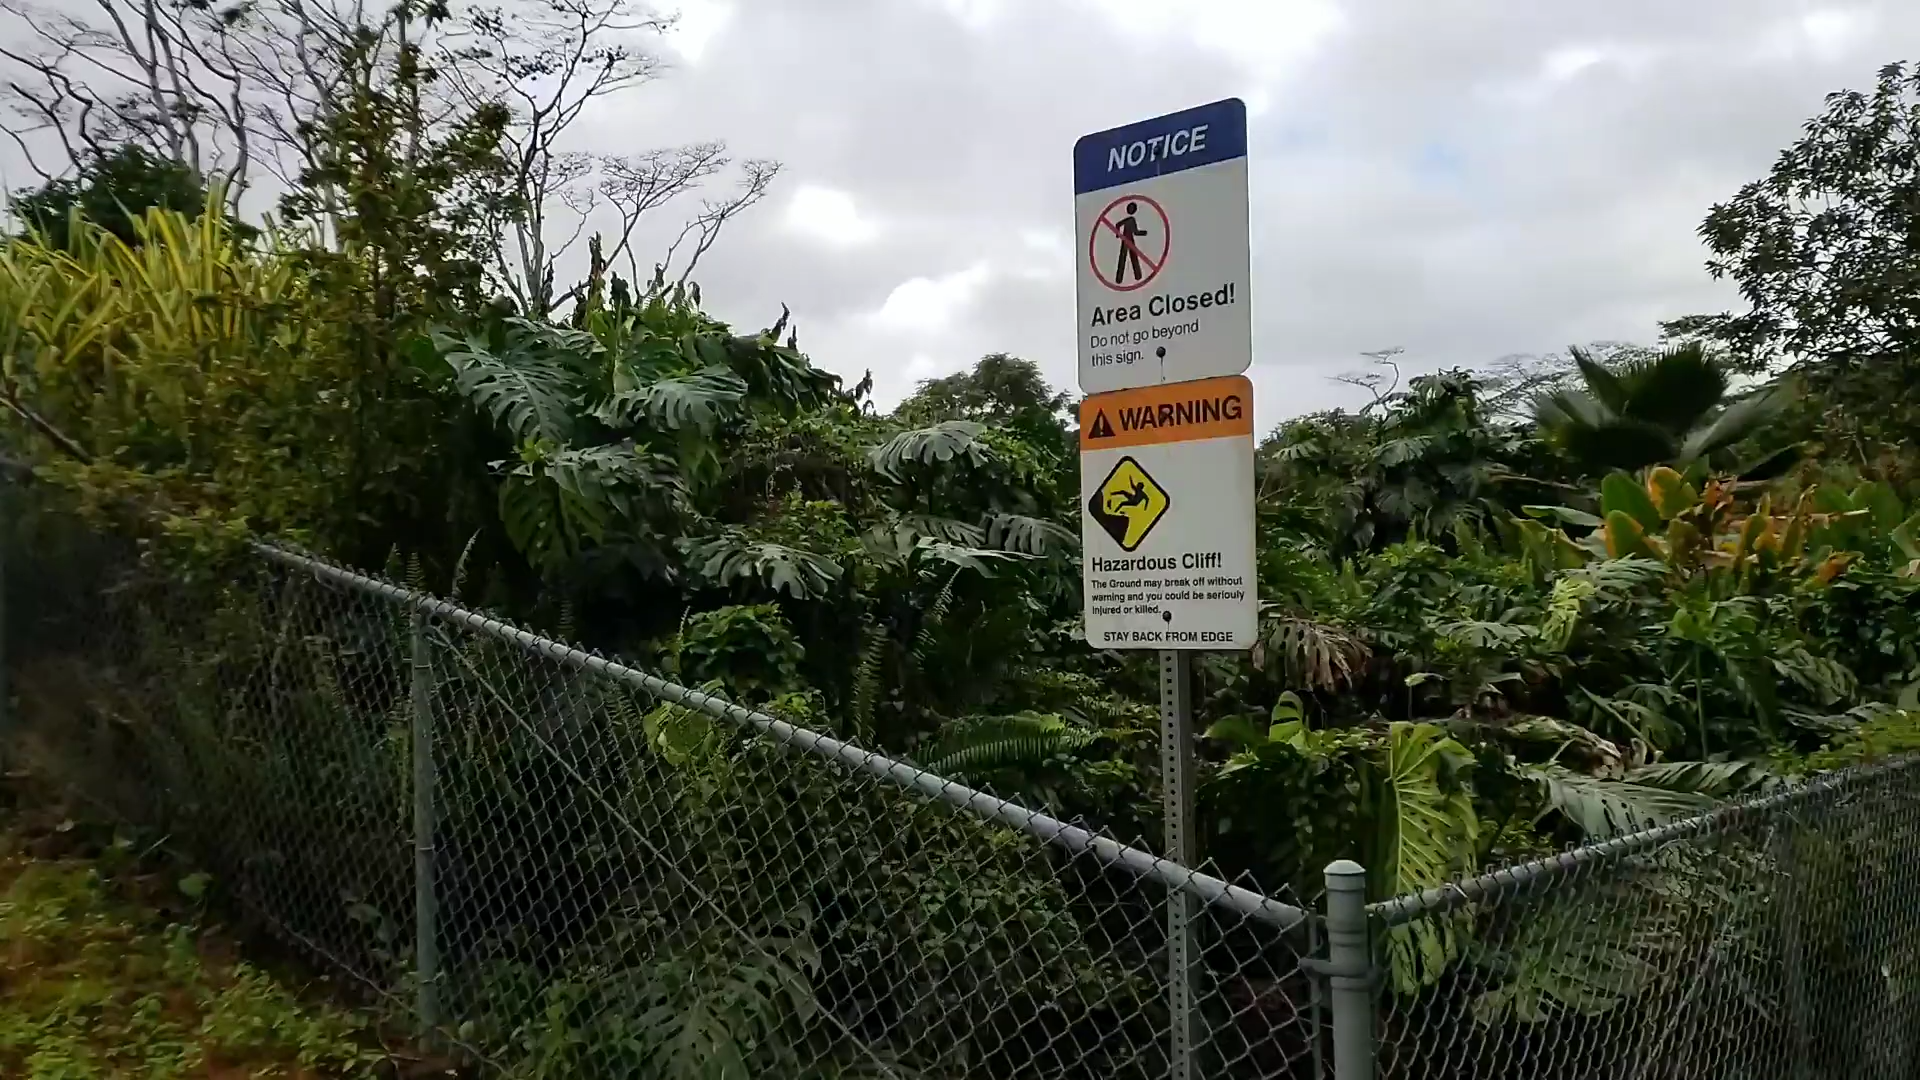 NOTICE
Area Closed!
Do not go beyond
this sign.
WARNING
Hazardous Cliff!
The Ground may break off without
warning and you could be seriouly
injured or killed.
STAY BACK FROM EDGE